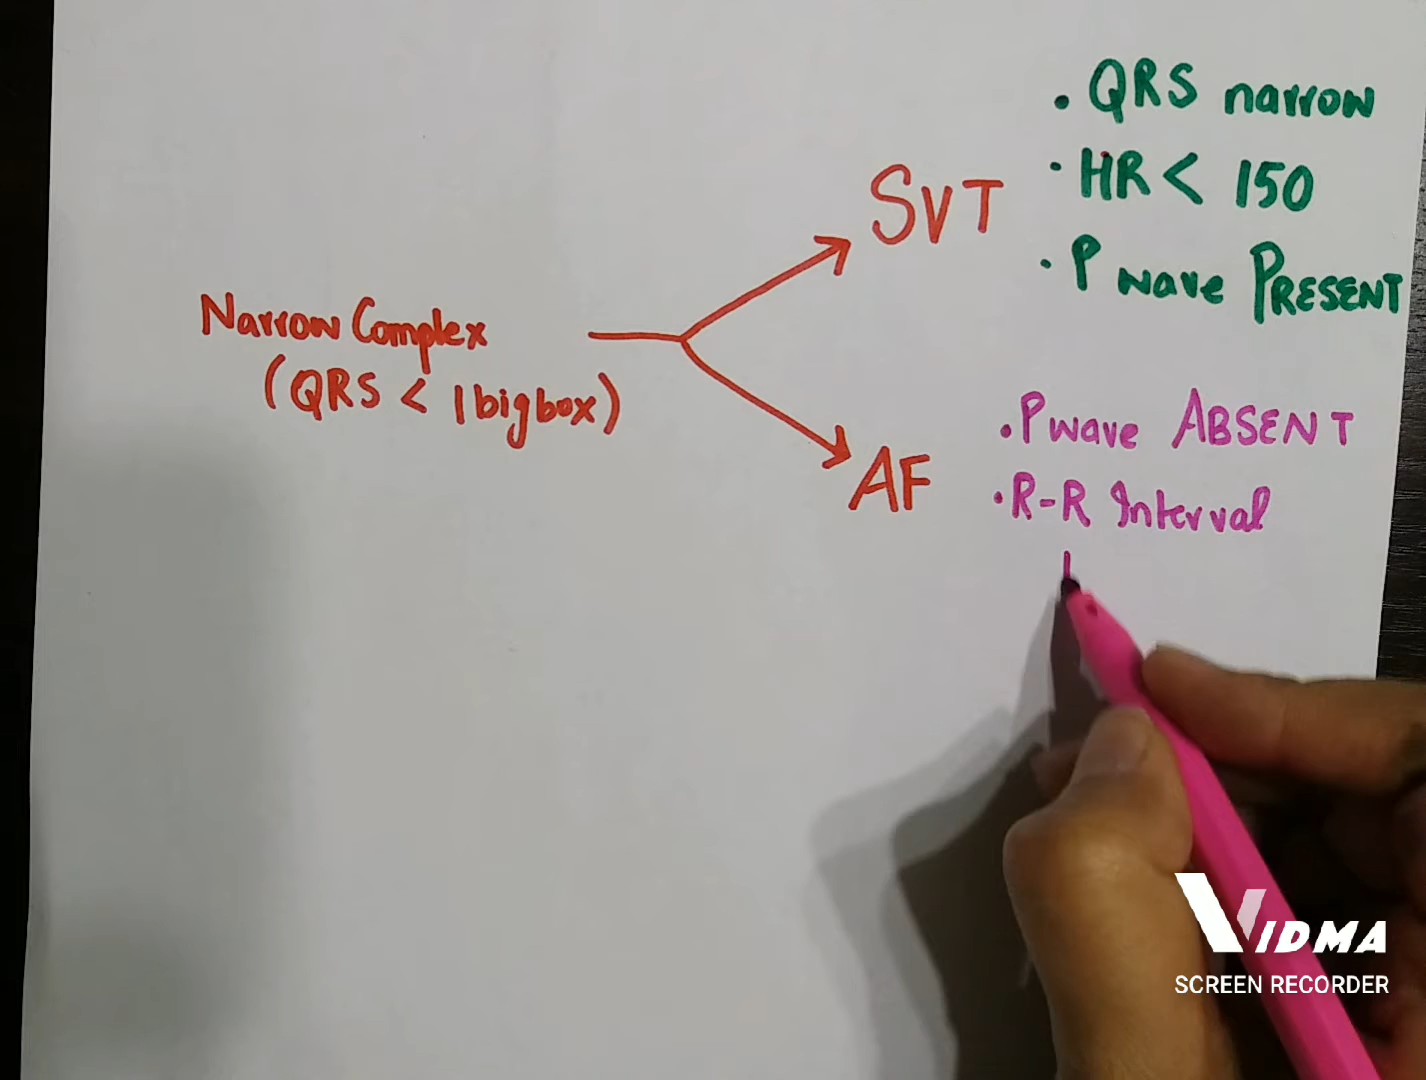 Narrow Complex
(QRS < 1 big box)
SVT
. QRS narrow
. HR < 150
. P wave PRESENT
AF
. P wave ABSENT
. R-R Interval
VIDMA
SCREEN RECORDER